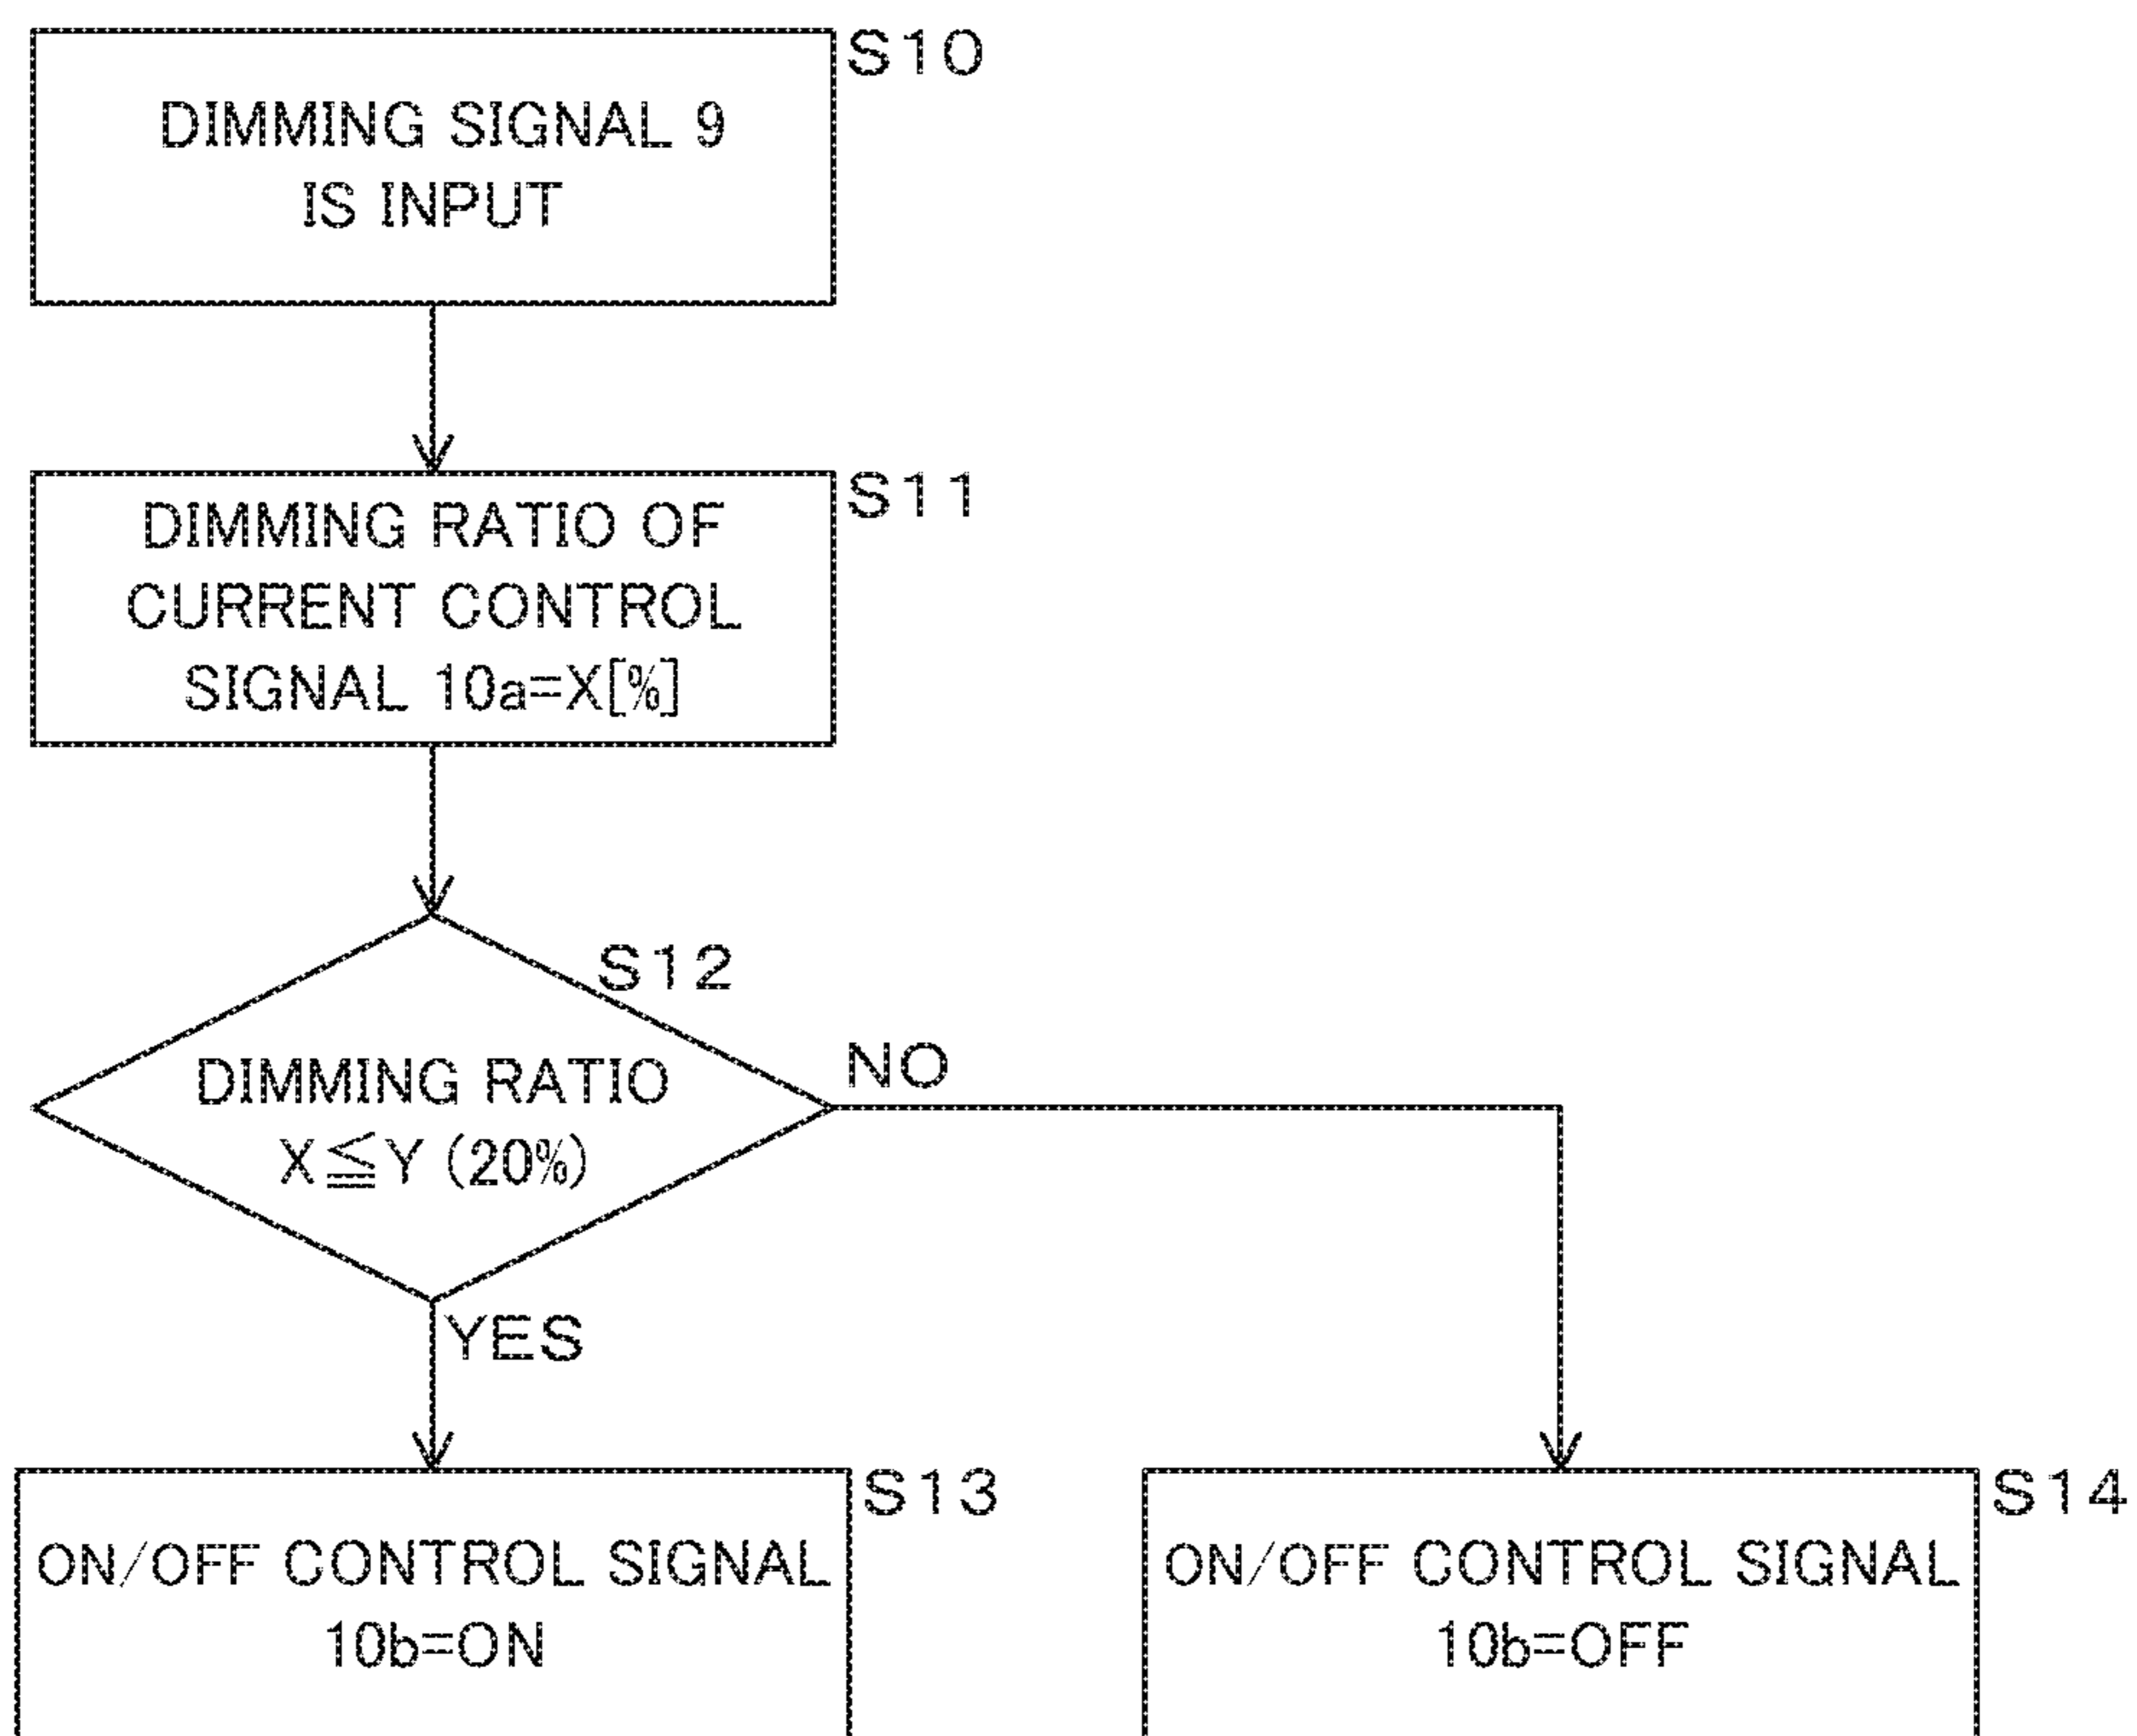 S10
DIMMING SIGNAL 9
IS INPUT
S11
DIMMING RATIO OF
CURRENT CONTROL
SIGNAL 10a=X[%]
S12
DIMMING RATIO
X≦Y (20%)
NO
YES
S13
ON/OFF CONTROL SIGNAL
10b=ON
S14
ON/OFF CONTROL SIGNAL
10b=OFF